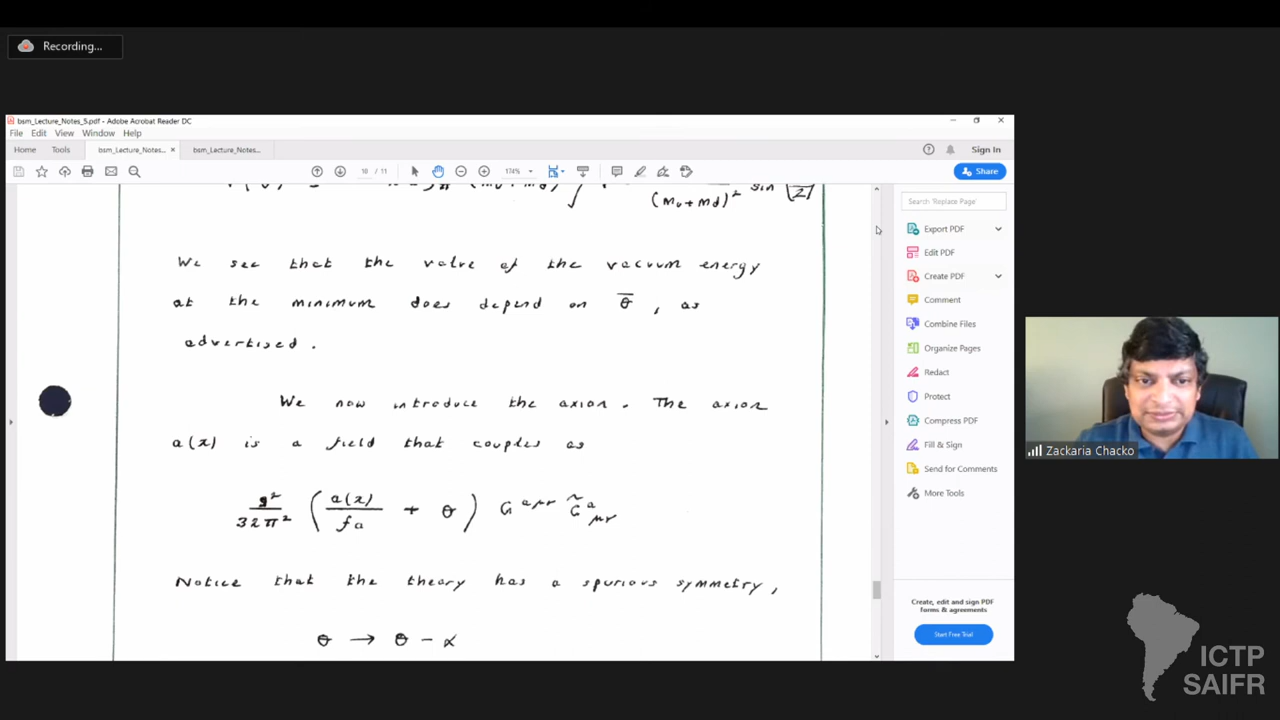 Recording...
bsm_Lecture_Notes_5.pdf - Adobe Acrobat Reader DC
File Edit View Window Help
Home Tools bsm_Lecture_Notes... × bsm_Lecture_Notes... Sign In
10 / 11 174% Share
(mu + md)² sin
We see that the value of the vacuum energy
at the minimum does depend on θ̅, as
advertised.
We now introduce the axion. The axion
a(x) is a field that couples as
g²/32π² (a(x)/fa + θ) G^aμν G̃^a_μν
Notice that the theory has a spurious symmetry,
θ → θ - α
Search 'Replace Page'
Export PDF
Edit PDF
Create PDF
Comment
Combine Files
Organize Pages
Redact
Protect
Compress PDF
Fill & Sign
Send for Comments
More Tools
Create, edit and sign PDF
forms & agreements
Start Free Trial
Zackaria Chacko
ICTP
SAIFR